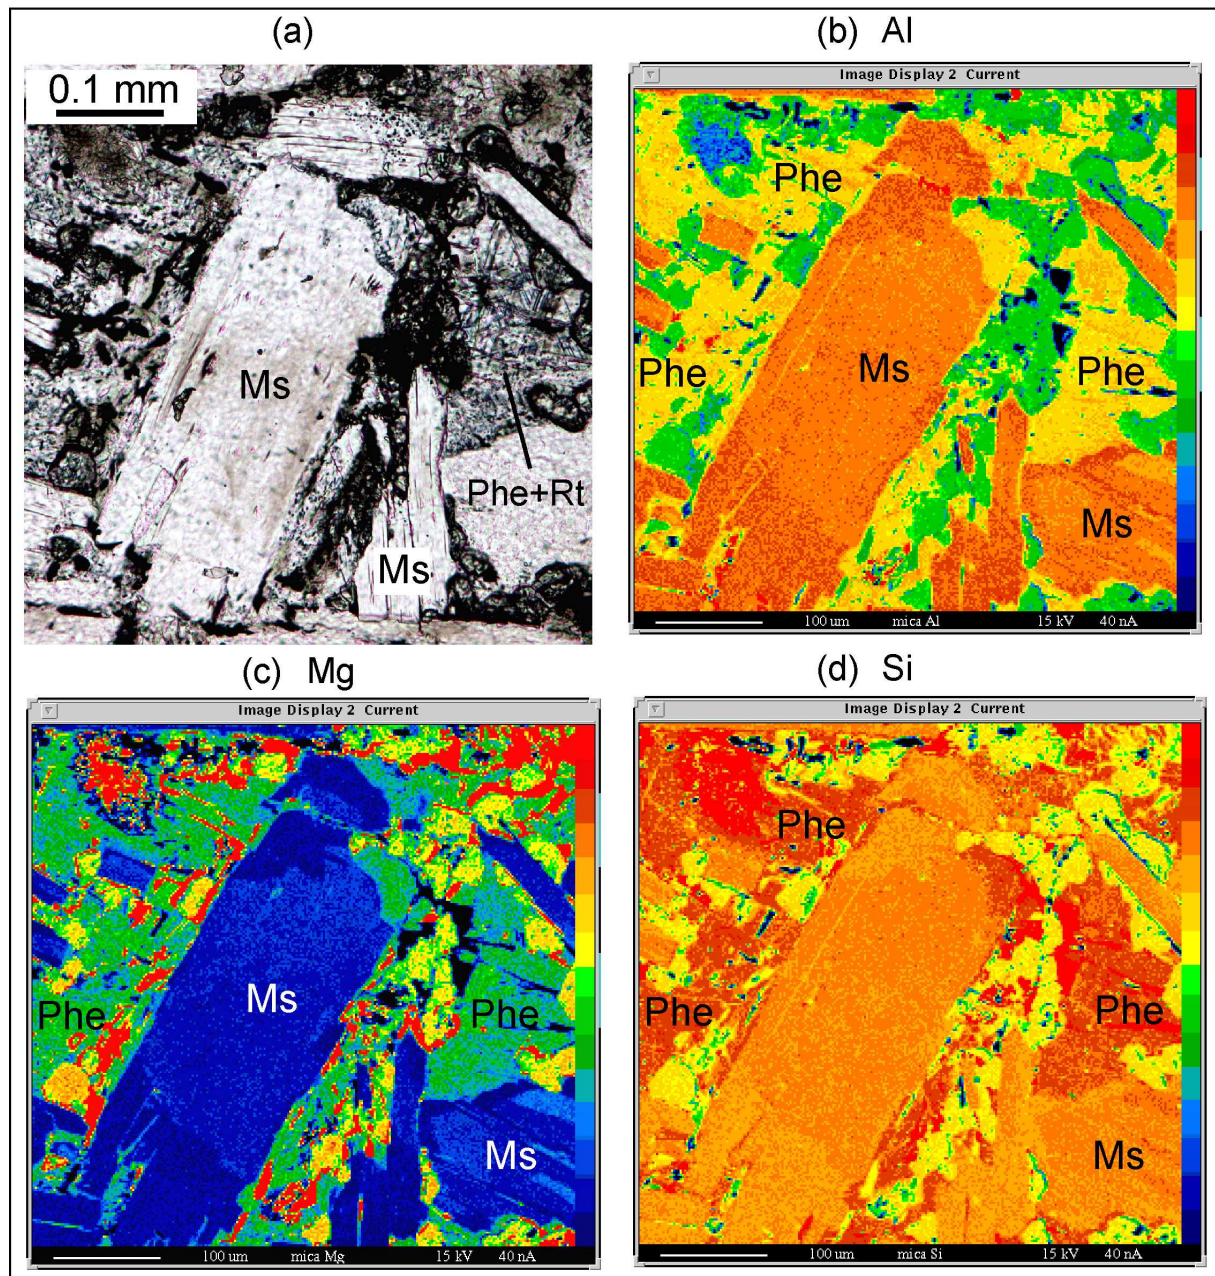 (a)
0.1 mm
Ms
Phe+Rt
Ms
(b) Al
Image Display 2 Current
Phe
Phe
Ms
Phe
Ms
100 um mica Al 15 kV 40 nA
(c) Mg
Image Display 2 Current
Ms
Phe
Phe
Ms
100 um mica Mg 15 kV 40 nA
(d) Si
Image Display 2 Current
Phe
Phe
Phe
Ms
100 um mica Si 15 kV 40 nA